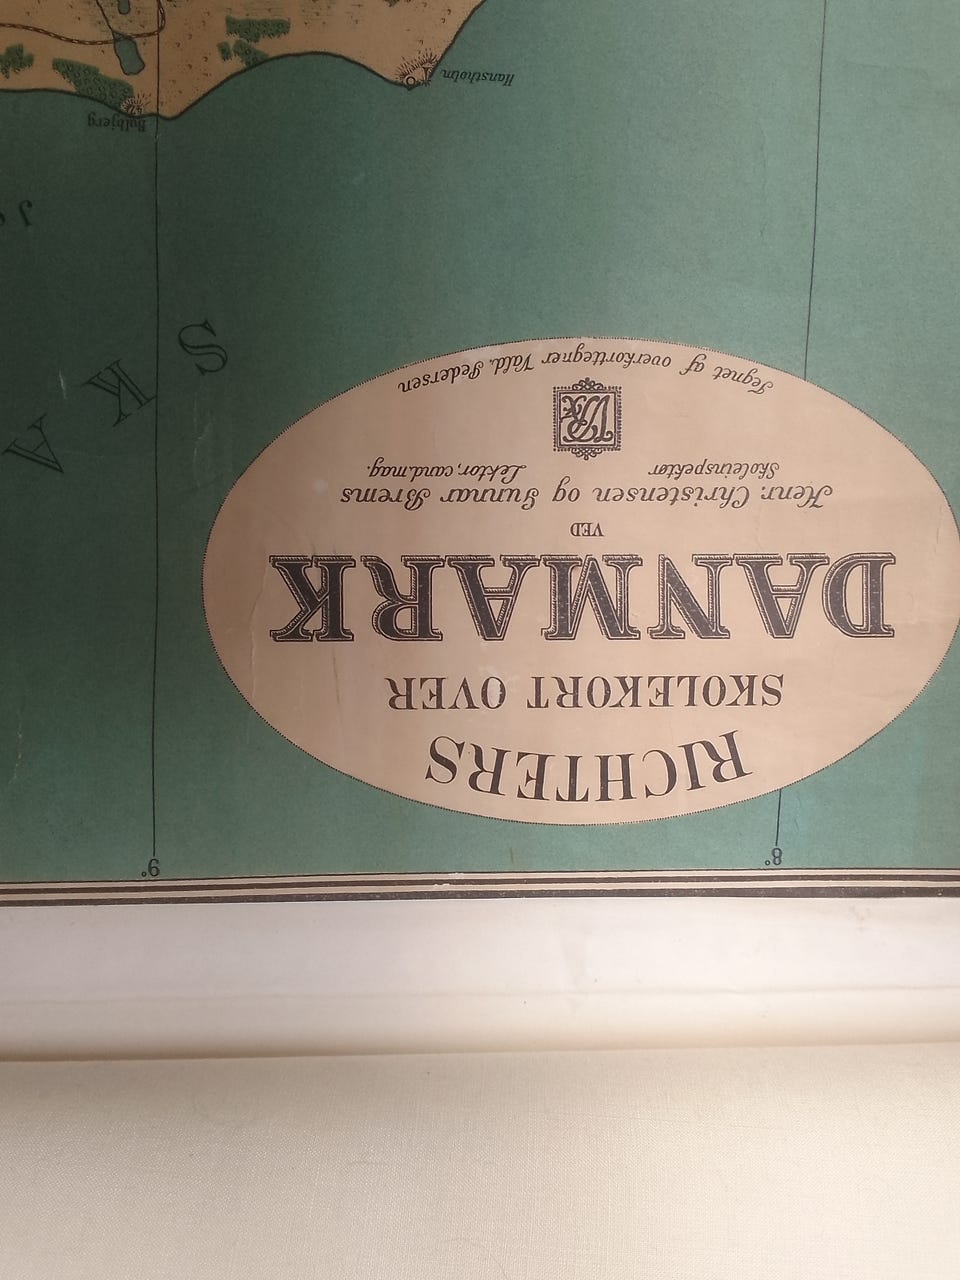 8°
9°
RICHTERS
SKOLEKORT OVER
DANMARK
VED
Henr. Christensen og Gunnar Brems
Skoleinspektør Lektor, cand. mag.
Tegnet af overkorttegner Vald. Pedersen
S K A
J
Hanstholm
Bulbjerg